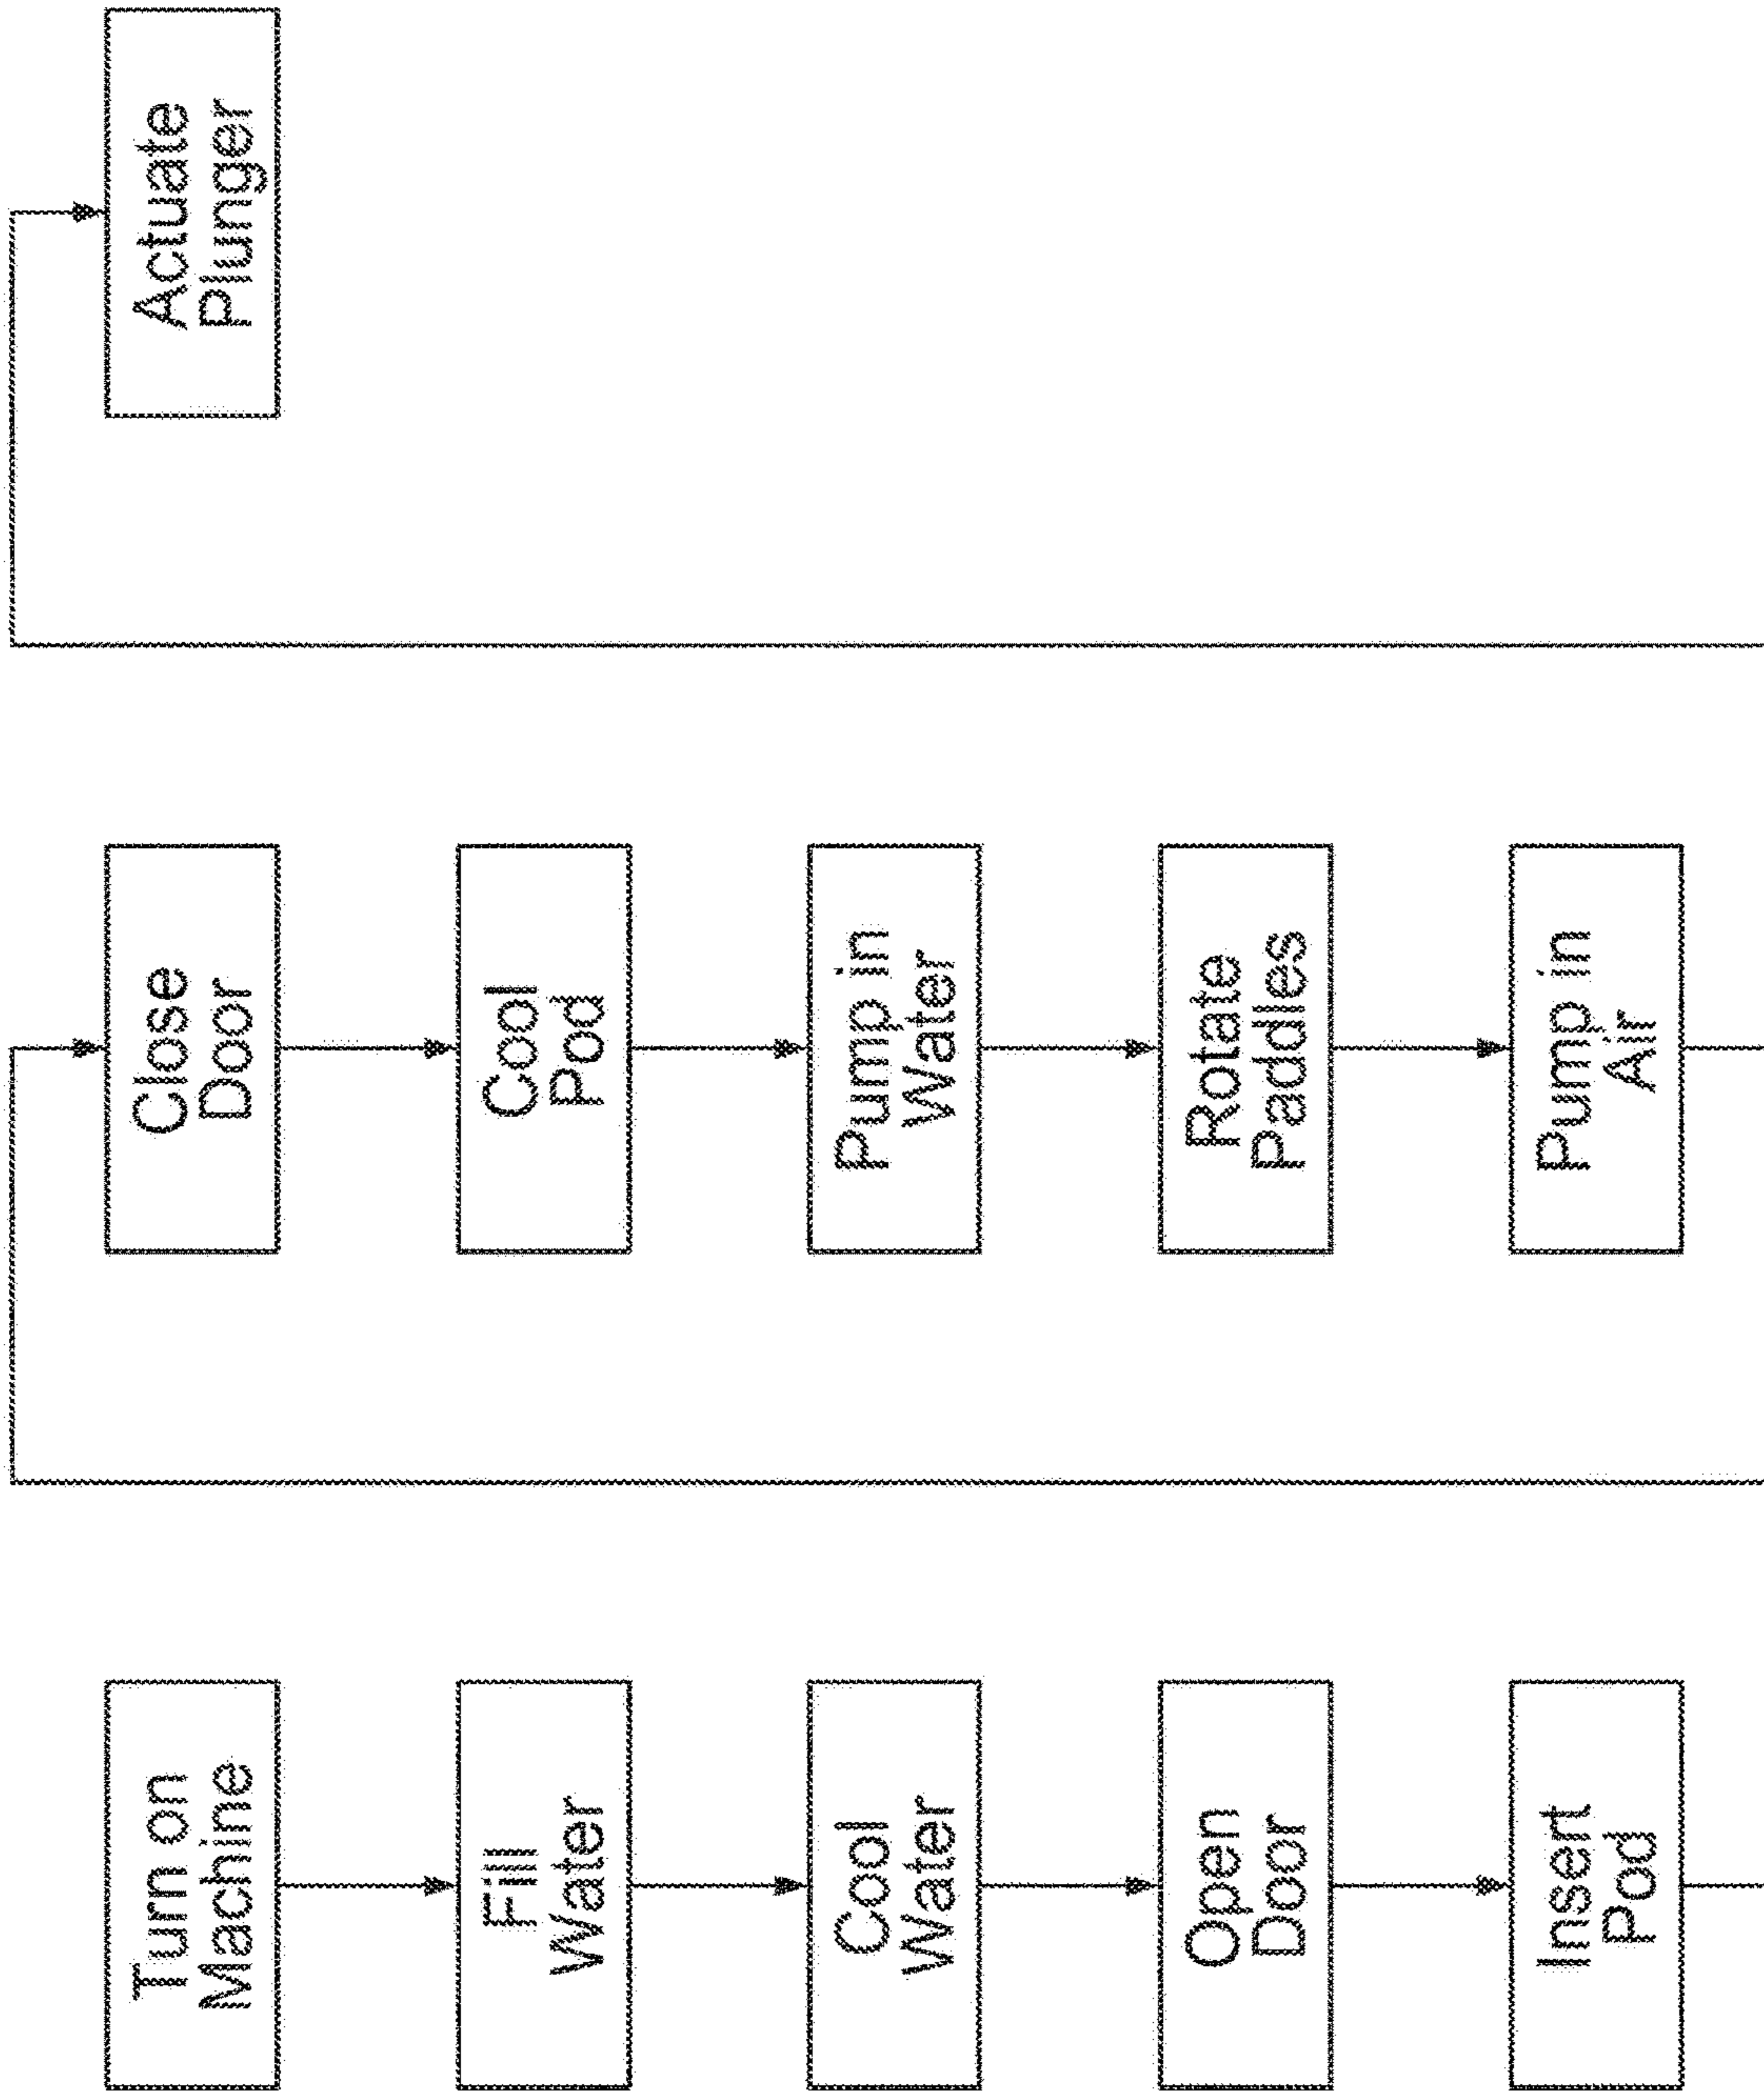 Turn on
Machine
Fill
Water
Cool
Water
Open
Door
Insert
Pod
Close
Door
Cool
Pod
Pump in
Water
Rotate
Paddles
Pump in
Air
Actuate
Plunger